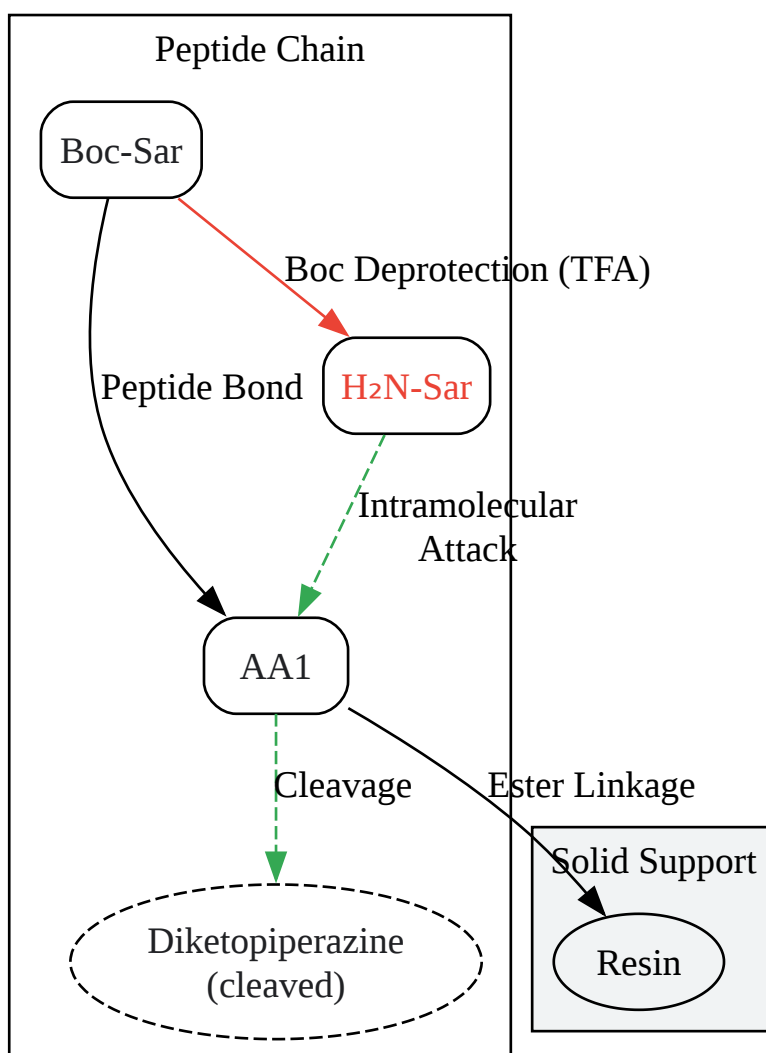 Peptide Chain
Boc-Sar
Boc Deprotection (TFA)
Peptide Bond
H₂N-Sar
Intramolecular
Attack
AA1
Cleavage
Ester Linkage
Solid Support
Diketopiperazine
(cleaved)
Resin